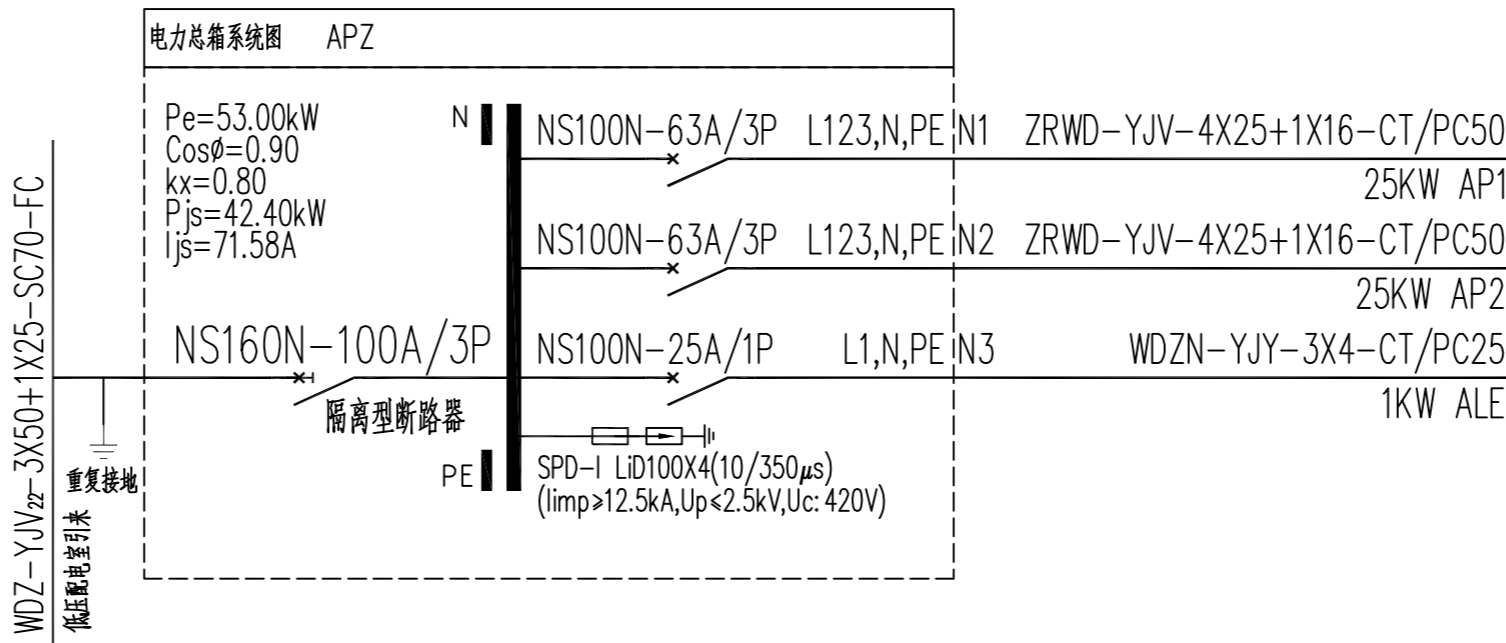 电力总箱系统图 APZ
Pe=53.00kW
CosØ=0.90
kx=0.80
Pjs=42.40kW
Ijs=71.58A
N
NS160N-100A/3P
隔离型断路器
PE
NS100N-63A/3P L123,N,PE N1 ZRWD-YJV-4X25+1X16-CT/PC50
25KW AP1
NS100N-63A/3P L123,N,PE N2 ZRWD-YJV-4X25+1X16-CT/PC50
25KW AP2
NS100N-25A/1P L1,N,PE N3 WDZN-YJY-3X4-CT/PC25
1KW ALE
SPD-I LiD100X4(10/350μs)
(Iimp≥12.5kA,Up≤2.5kV,Uc: 420V)
重复接地
WDZ-YJV22-3X50+1X25-SC70-FC
低压配电室引来